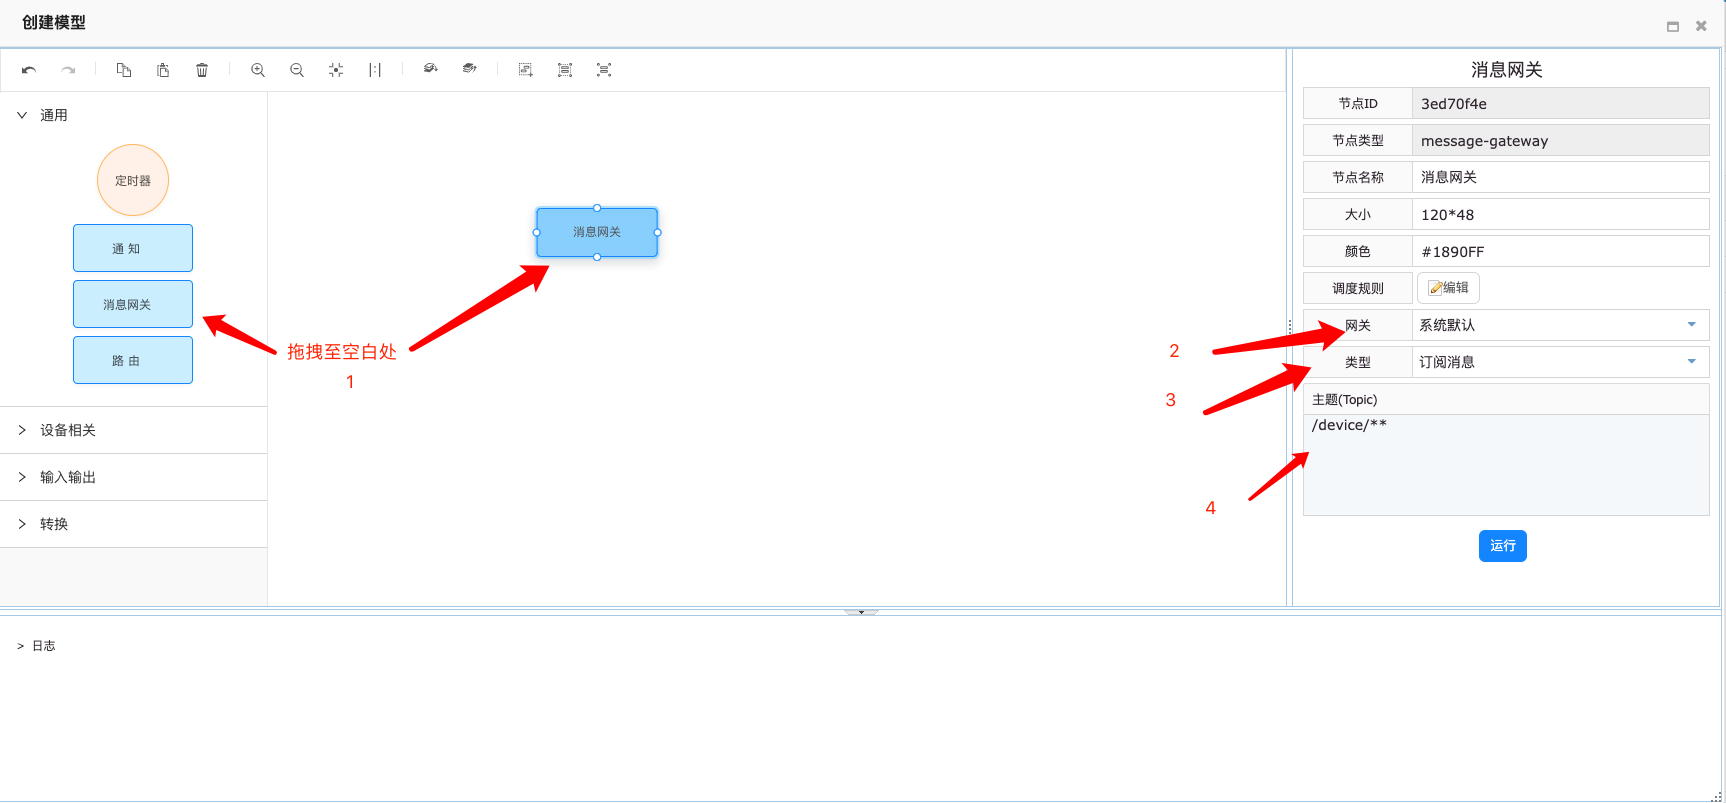 创建模型
通用
定时器
通 知
消息网关
路 由
设备相关
输入输出
转换
消息网关
拖拽至空白处
1
2
3
4
消息网关
节点ID 3ed70f4e
节点类型 message-gateway
节点名称 消息网关
大小 120*48
颜色 #1890FF
调度规则 编辑
网关 系统默认
类型 订阅消息
主题(Topic)
/device/**
运行
> 日志